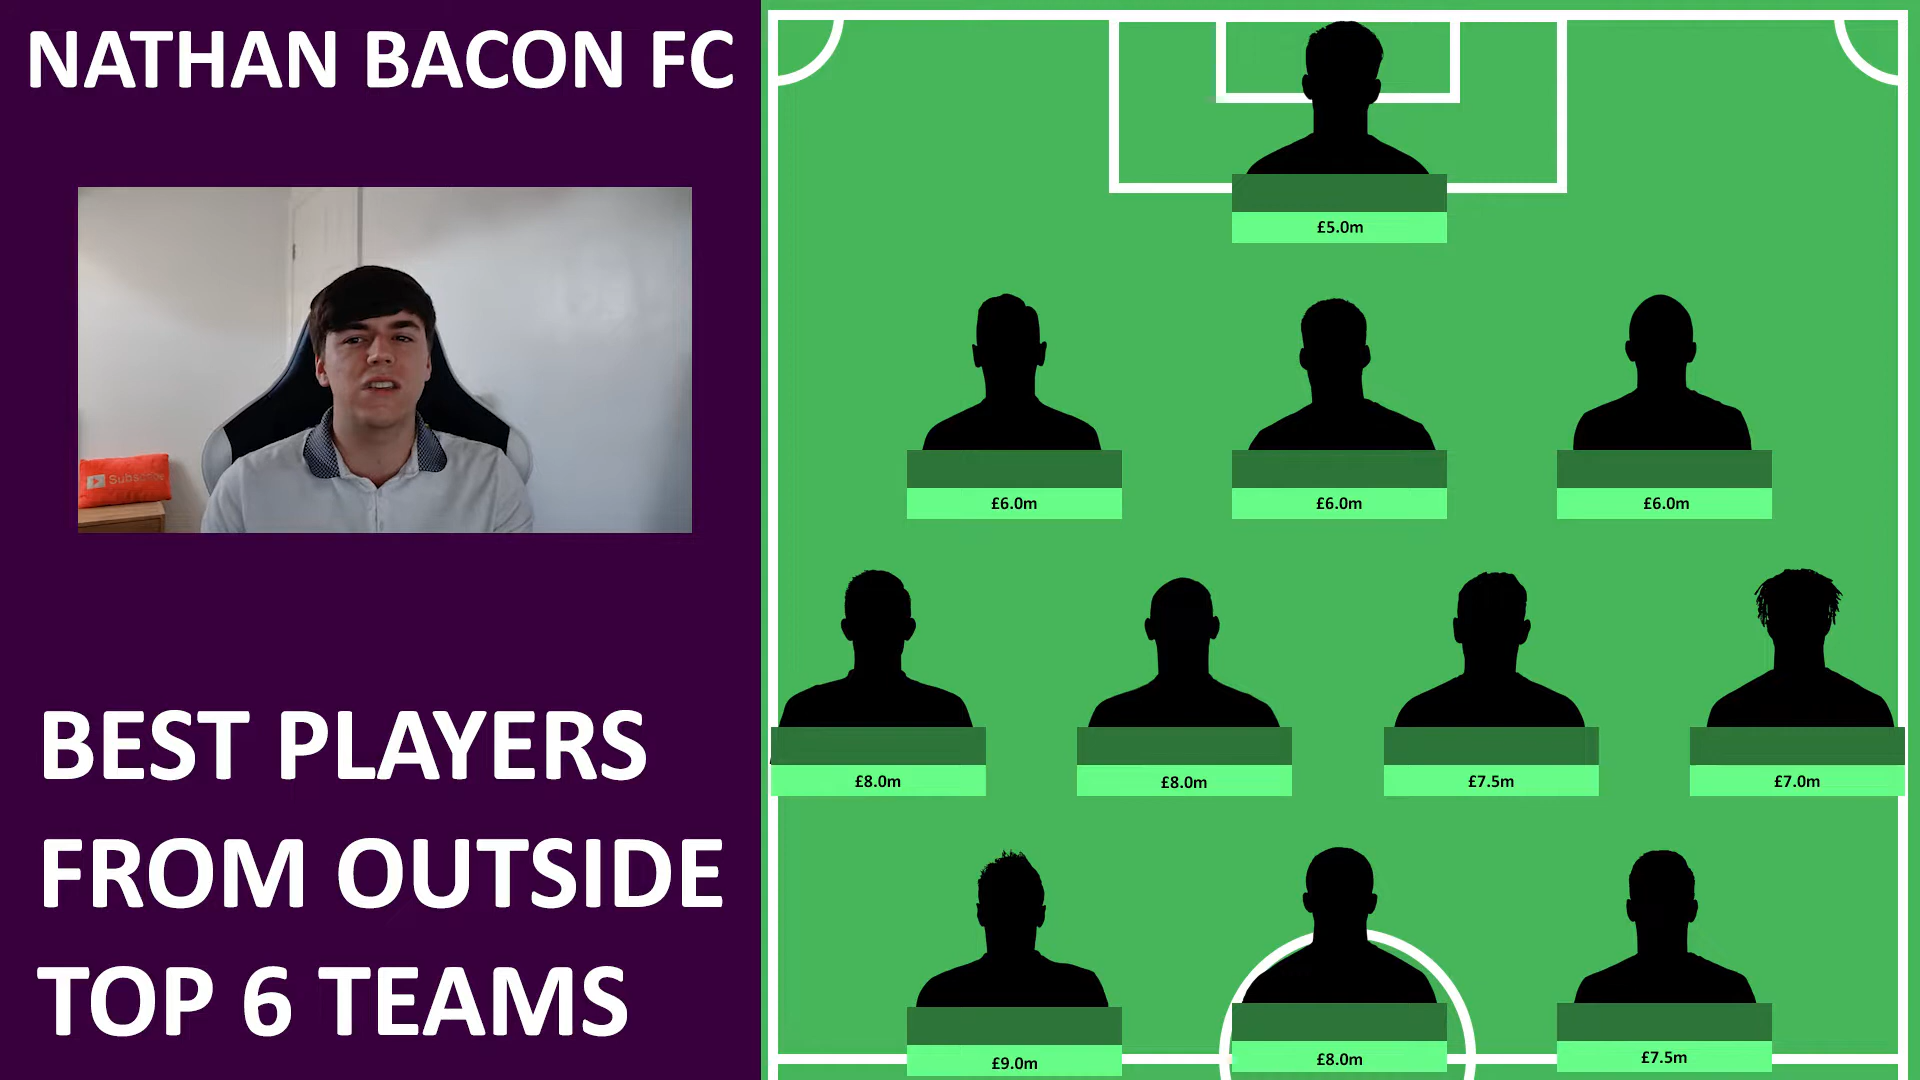 NATHAN BACON FC
Subscribe
BEST PLAYERS
FROM OUTSIDE
TOP 6 TEAMS
£5.0m
£6.0m
£6.0m
£6.0m
£8.0m
£8.0m
£7.5m
£7.0m
£9.0m
£8.0m
£7.5m